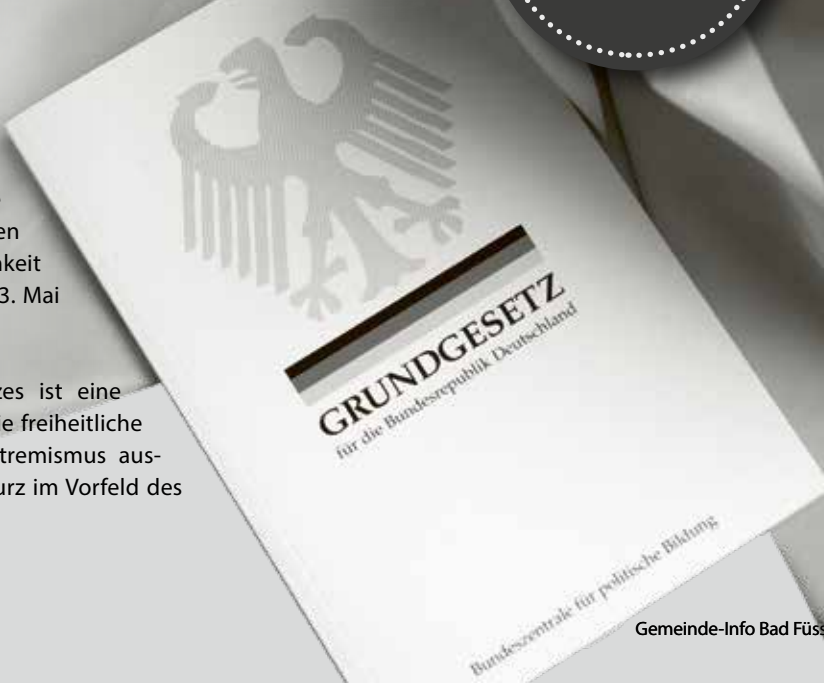 en
keit
3. Mai
zes ist eine
ie freiheitliche
tremismus aus-
urz im Vorfeld des
GRUNDGESETZ
für die Bundesrepublik Deutschland
Bundeszentrale für politische Bildung
Gemeinde-Info Bad Füss